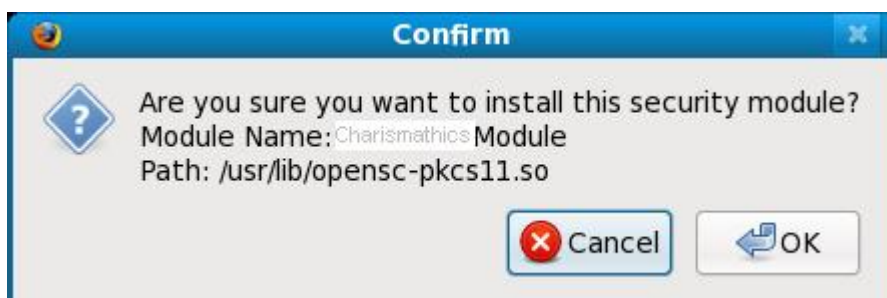 Confirm
Are you sure you want to install this security module?
Module Name: Charismathics Module
Path: /usr/lib/opensc-pkcs11.so
Cancel
OK